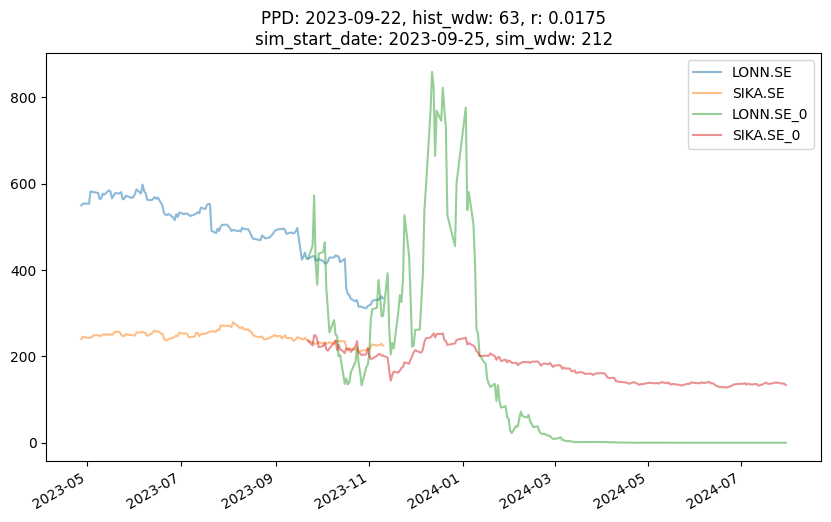 PPD: 2023-09-22, hist_wdw: 63, r: 0.0175
sim_start_date: 2023-09-25, sim_wdw: 212
LONN.SE
SIKA.SE
LONN.SE_0
SIKA.SE_0
800
600
400
200
0
2023-05
2023-07
2023-09
2023-11
2024-01
2024-03
2024-05
2024-07